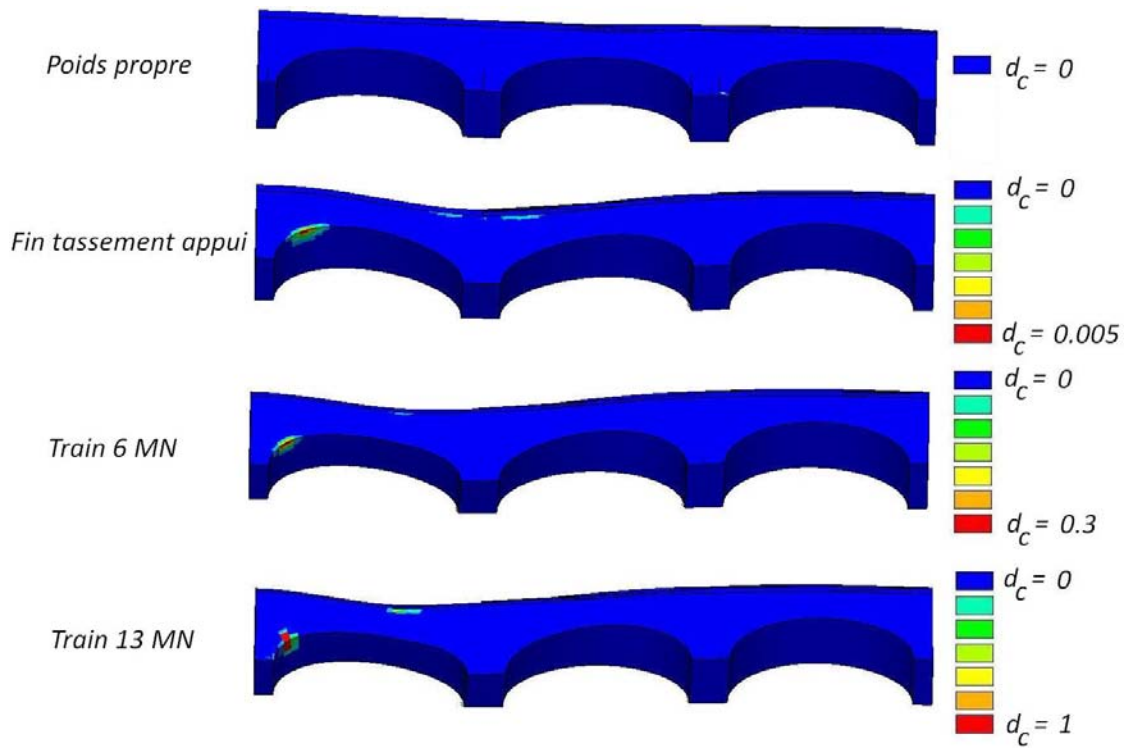 Poids propre
d_c = 0
Fin tassement appui
d_c = 0
d_c = 0.005
Train 6 MN
d_c = 0
d_c = 0.3
Train 13 MN
d_c = 0
d_c = 1